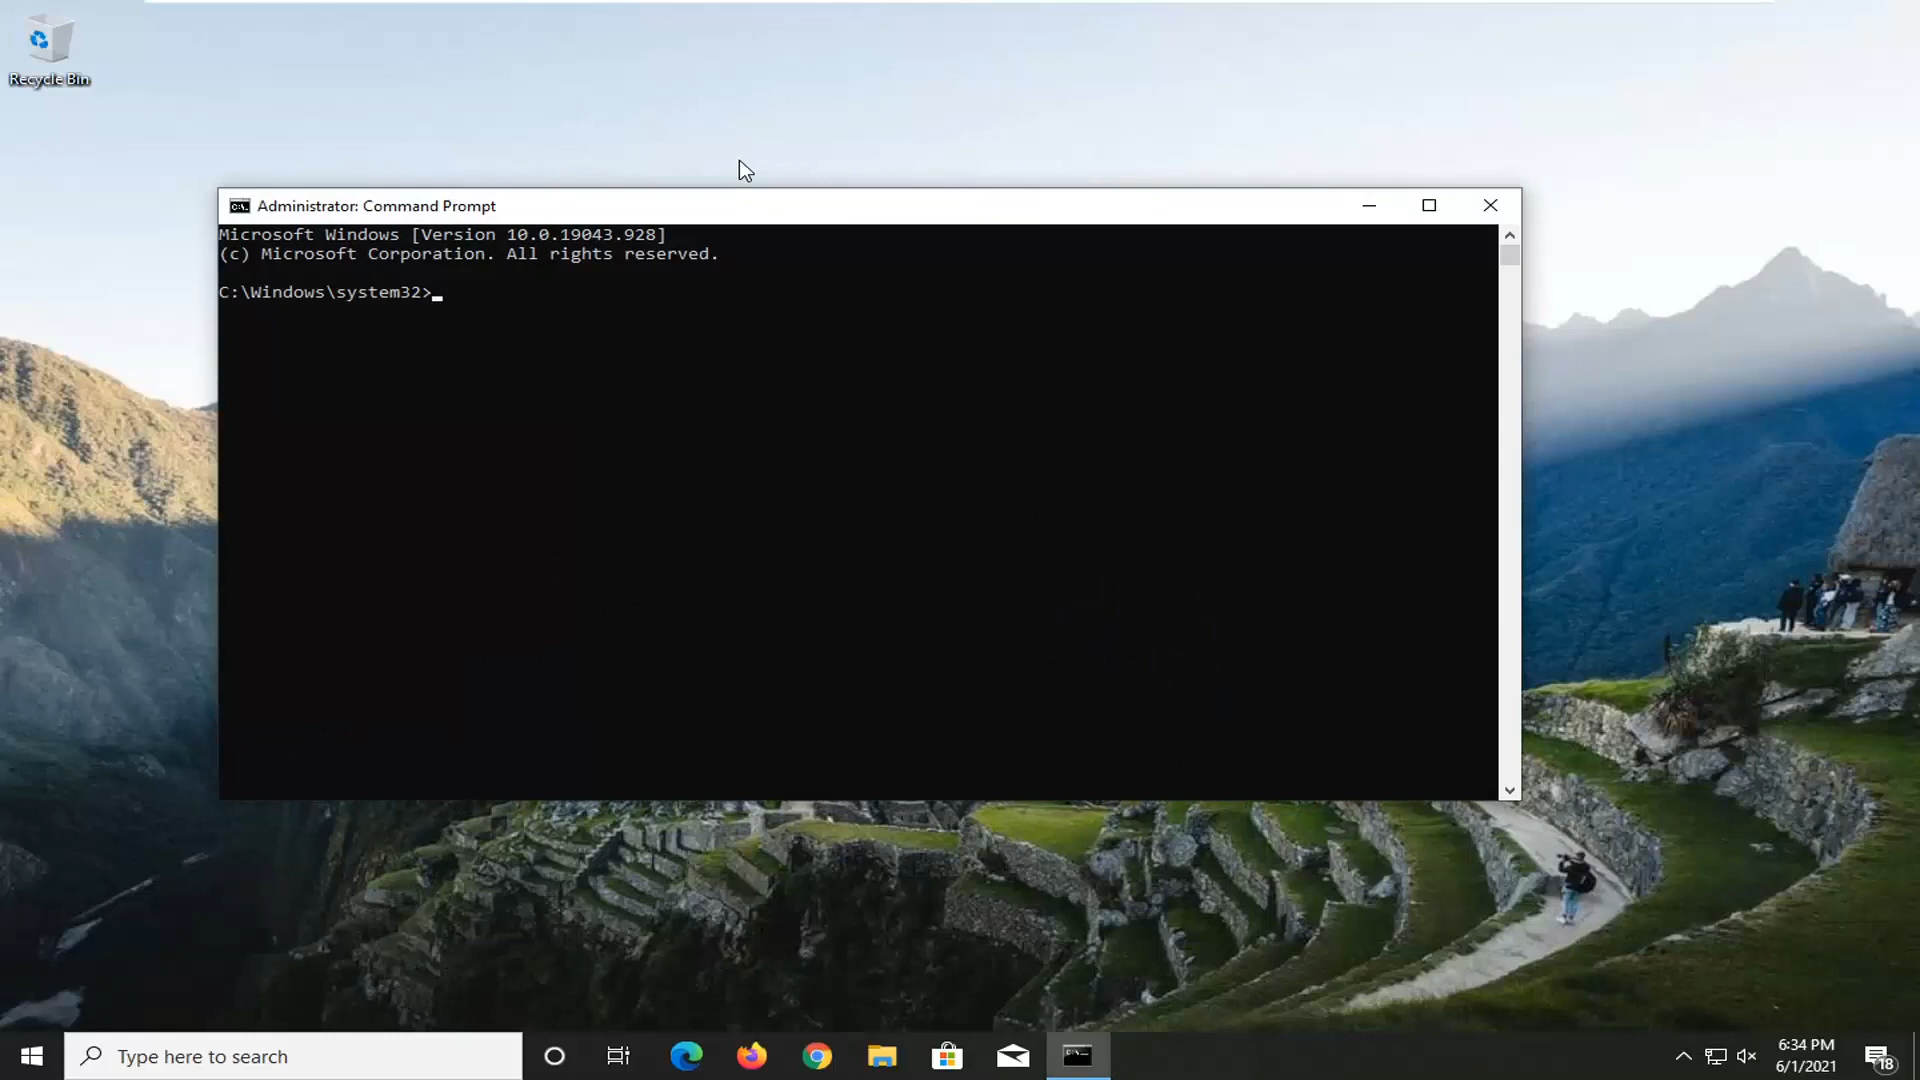 Recycle Bin
Administrator: Command Prompt
Microsoft Windows [Version 10.0.19043.928]
(c) Microsoft Corporation. All rights reserved.
C:\Windows\system32>
Type here to search
6:34 PM
6/1/2021
18